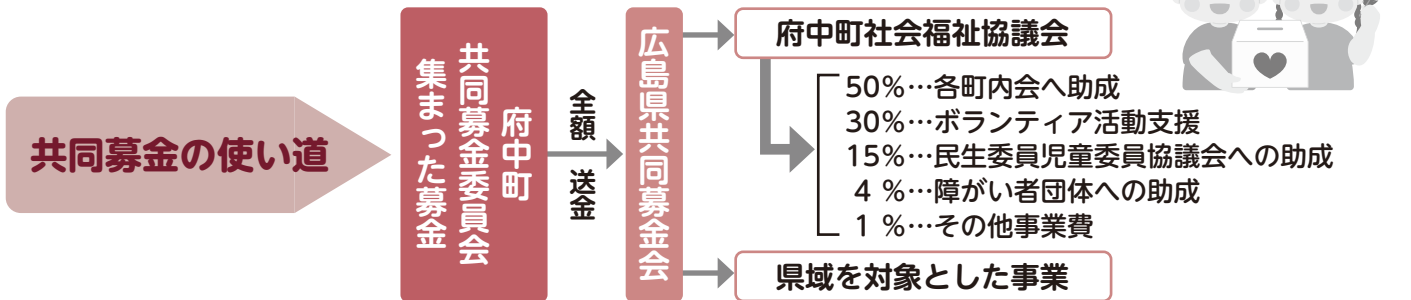 共同募金の使い道
府中町
共同募金委員会
集まった募金
全額 送金
広島県共同募金会
府中町社会福祉協議会
50%…各町内会へ助成
30%…ボランティア活動支援
15%…民生委員児童委員協議会への助成
4 %…障がい者団体への助成
1 %…その他事業費
県域を対象とした事業